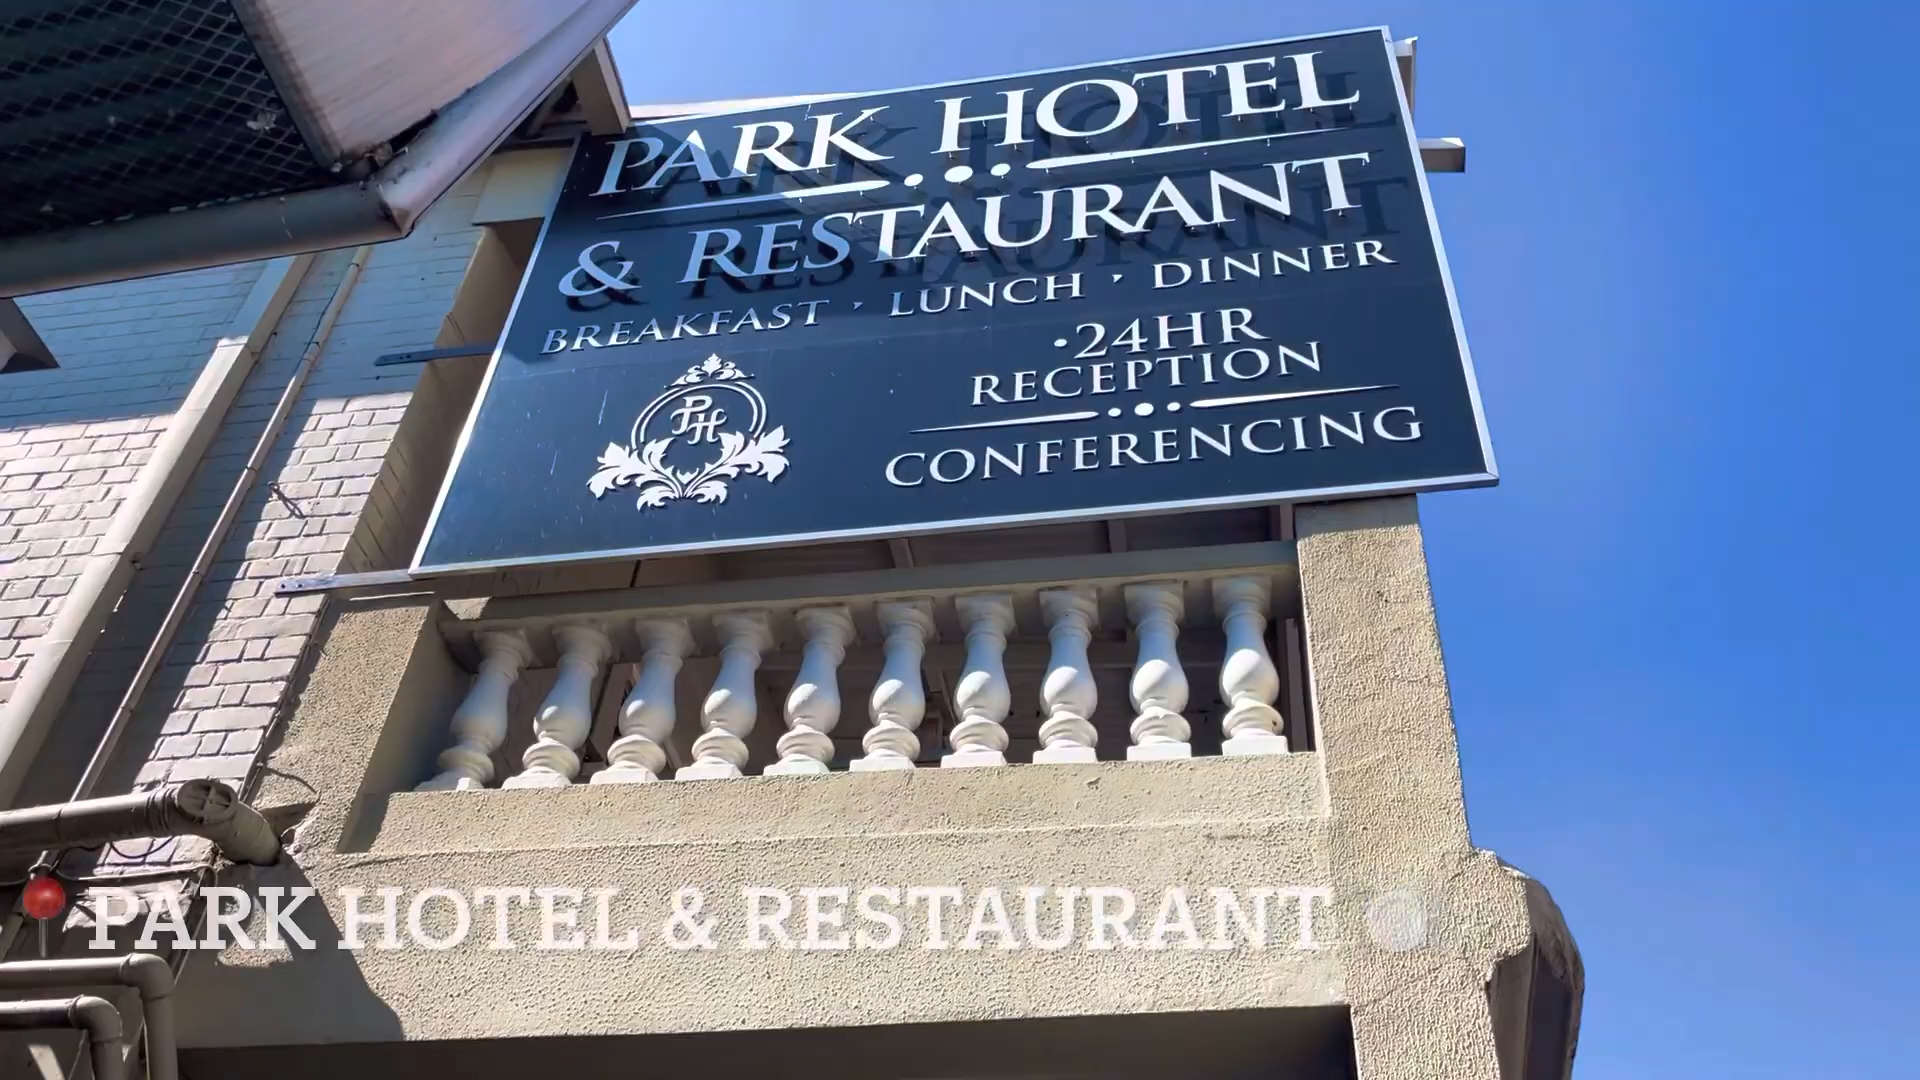 PARK HOTEL
& RESTAURANT
BREAKFAST · LUNCH · DINNER
·24HR
RECEPTION
CONFERENCING
PH
PARK HOTEL & RESTAURANT